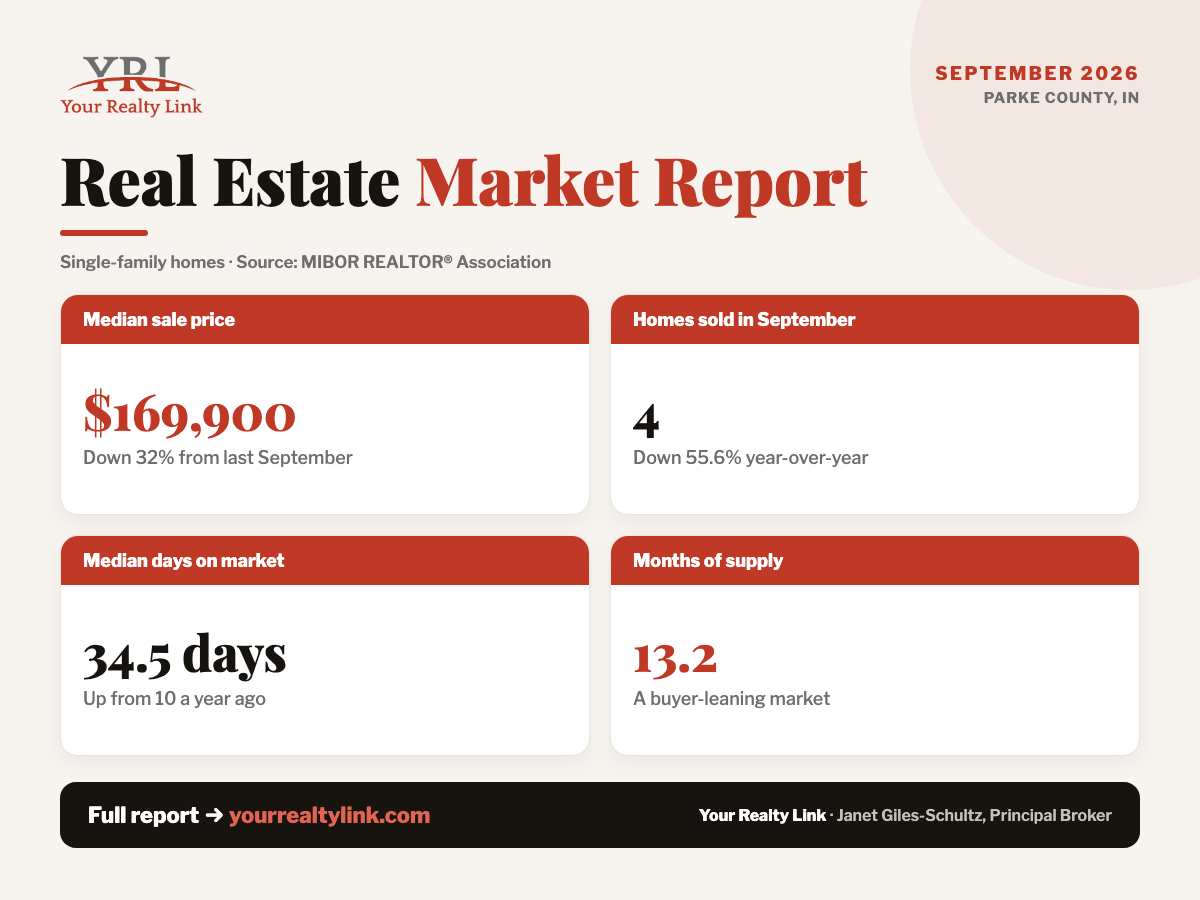 YRL
Your Realty Link
SEPTEMBER 2026
PARKE COUNTY, IN
Real Estate Market Report
Single-family homes · Source: MIBOR REALTOR® Association
Median sale price
$169,900
Down 32% from last September
Homes sold in September
4
Down 55.6% year-over-year
Median days on market
34.5 days
Up from 10 a year ago
Months of supply
13.2
A buyer-leaning market
Full report → yourrealtylink.com
Your Realty Link · Janet Giles-Schultz, Principal Broker